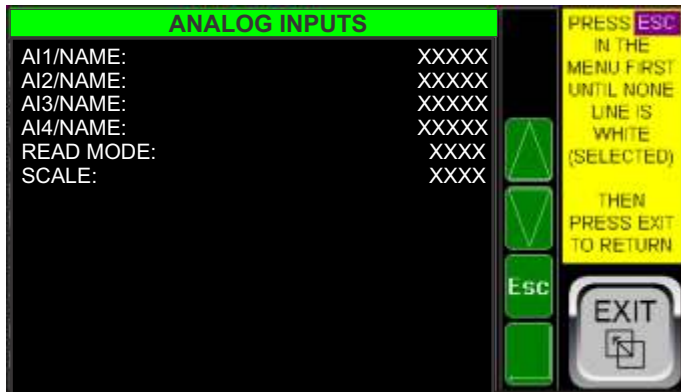 ANALOG INPUTS
AI1/NAME: XXXXX
AI2/NAME: XXXXX
AI3/NAME: XXXXX
AI4/NAME: XXXXX
READ MODE: XXXX
SCALE: XXXX
Esc
PRESS ESC
IN THE
MENU FIRST
UNTIL NONE
LINE IS
WHITE
(SELECTED)
THEN
PRESS EXIT
TO RETURN
EXIT